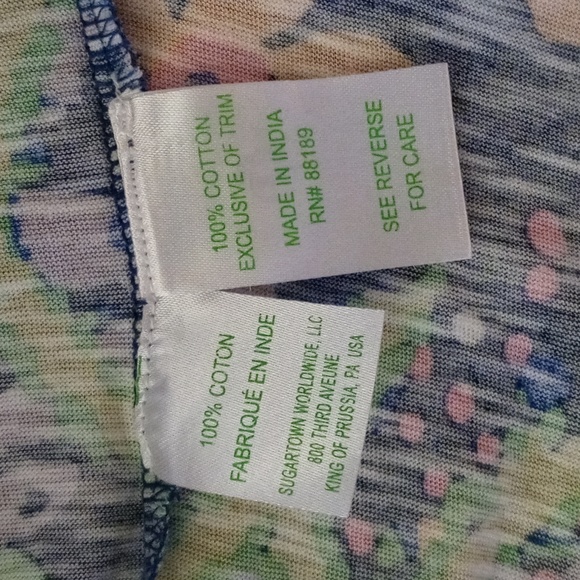 100% COTTON
EXCLUSIVE OF TRIM
MADE IN INDIA
RN# 88189
SEE REVERSE
FOR CARE
100% COTON
FABRIQUÉ EN INDE
SUGARTOWN WORLDWIDE, LLC
800 THIRD AVEUNE
KING OF PRUSSIA, PA USA